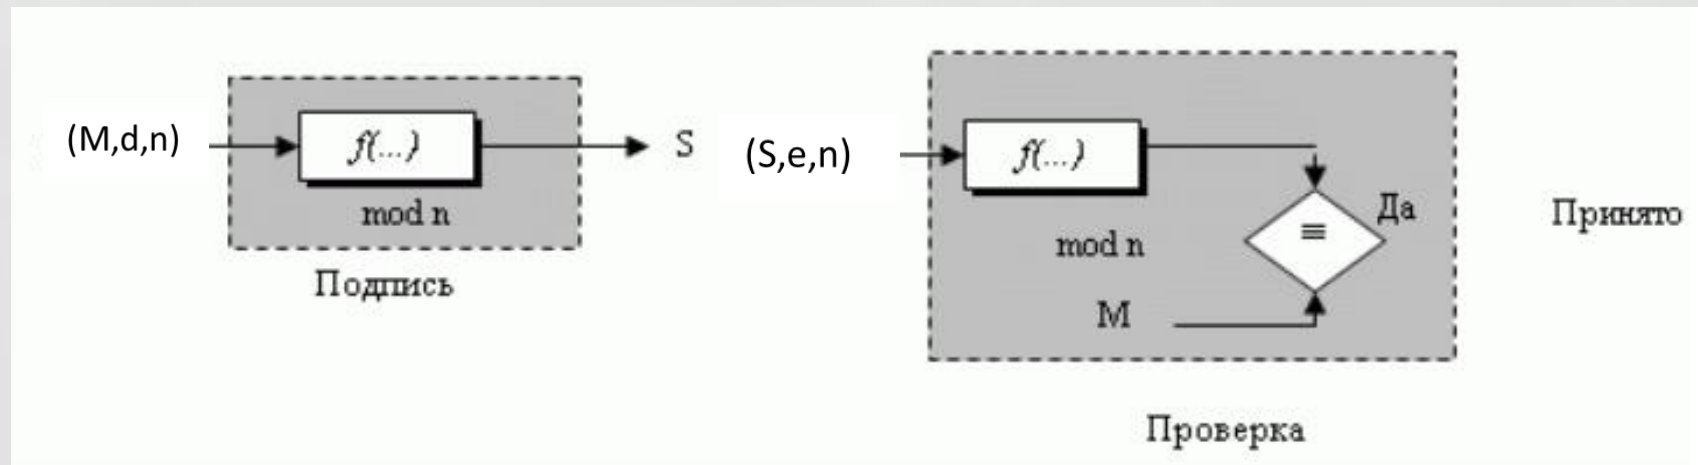 (M,d,n)
f(...)
mod n
S
Подпись
(S,e,n)
f(...)
mod n
≡
Да
M
Проверка
Принято